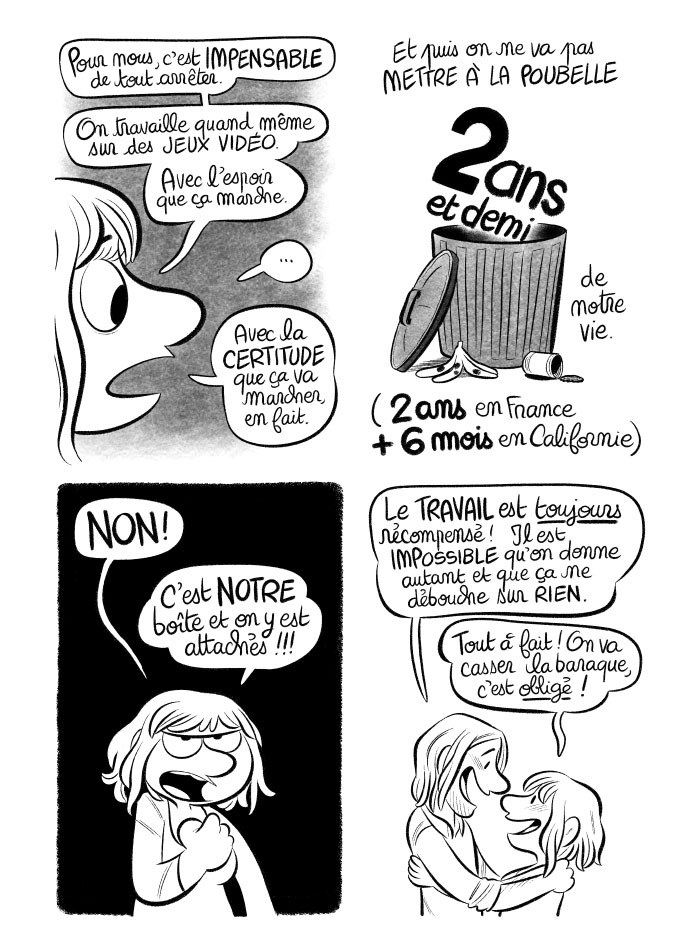 Pour nous, c'est IMPENSABLE
de tout arrêter.
On travaille quand même
sur des JEUX VIDÉO.
Avec l'espoir
que ça marche.
...
Avec la
CERTITUDE
que ça va
marcher,
en fait.
Et puis on ne va pas
METTRE À LA POUBELLE
2 ans
et demi
de
notre
vie.
(2 ans en France
+ 6 mois en Californie)
NON!
C'est NOTRE
boîte et on y est
attachés !!!
Le TRAVAIL est toujours
récompensé! Il est
IMPOSSIBLE qu'on donne
autant et que ça ne
débouche sur RIEN.
Tout à fait! On va
casser la baraque,
c'est obligé!